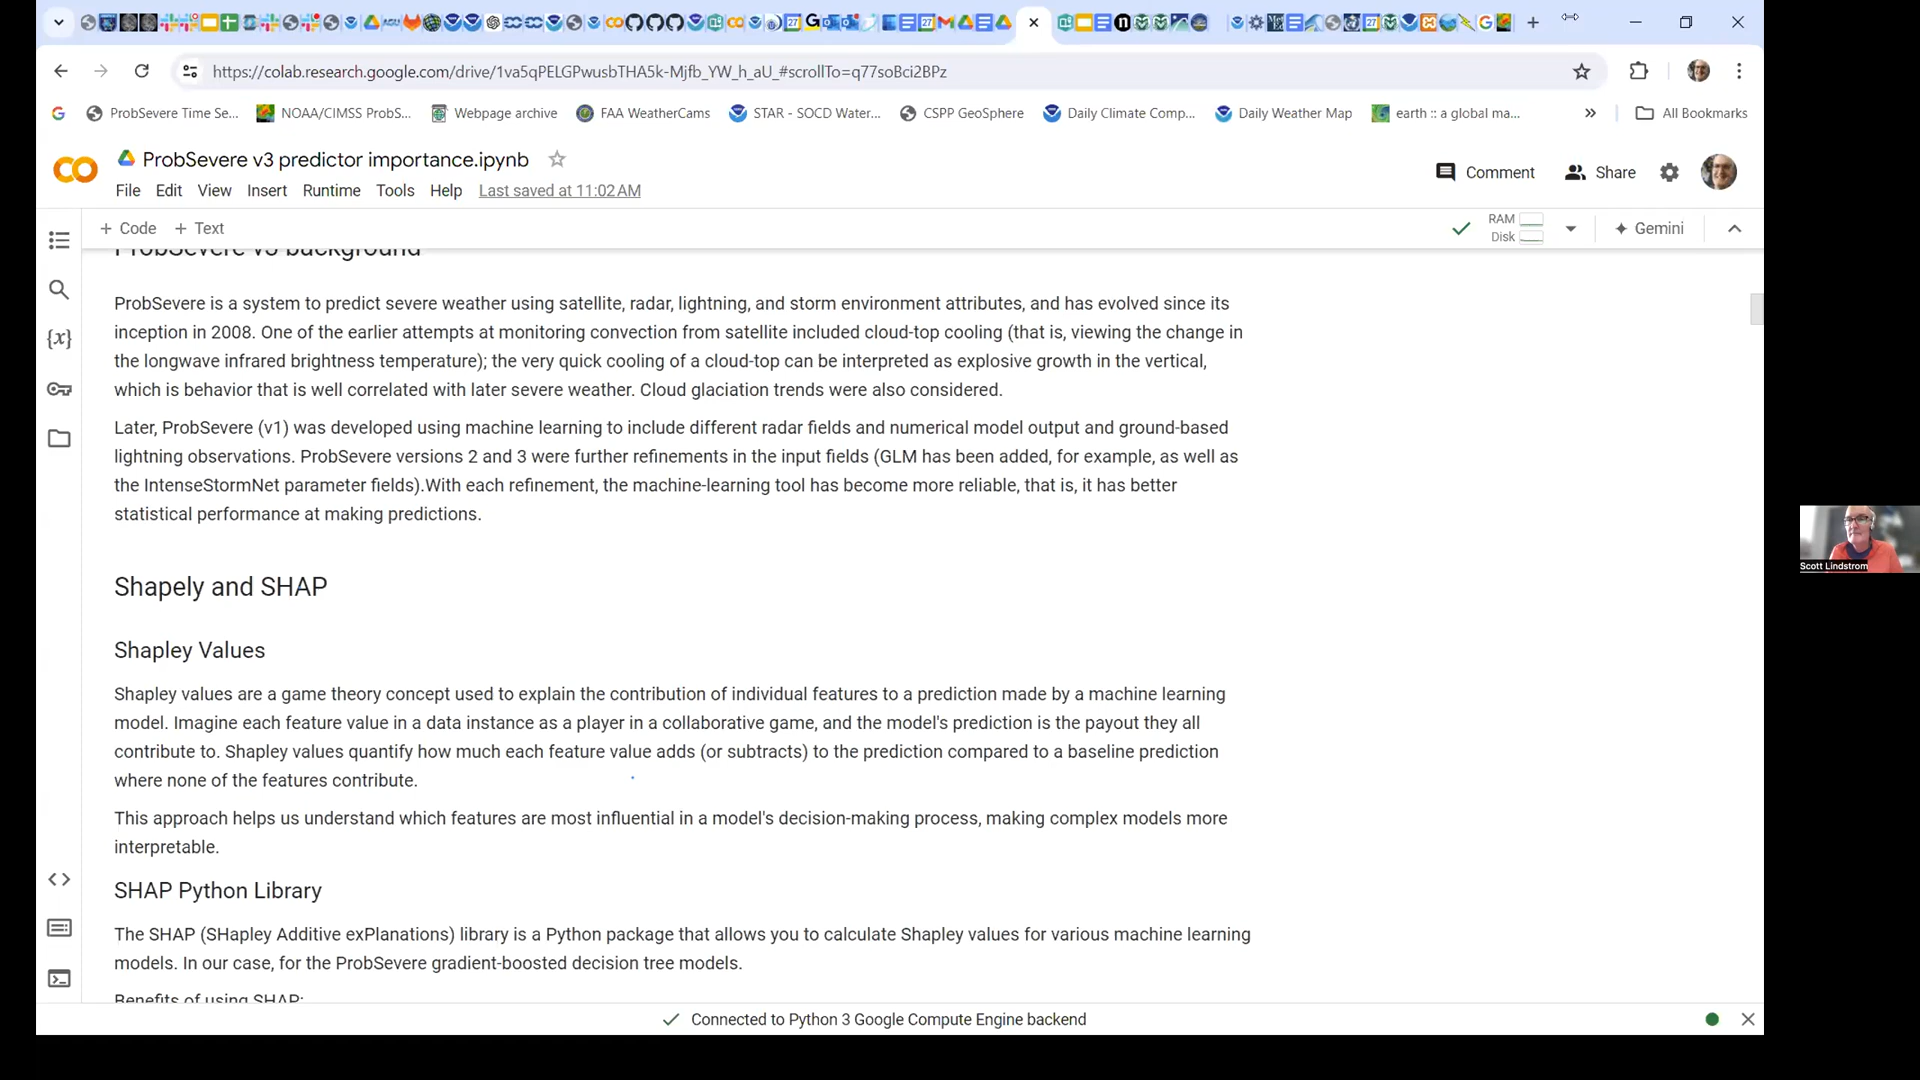 https://colab.research.google.com/drive/1va5qPELGPwusbTHA5k-Mjfb_YW_h_aU_#scrollTo=q77soBci2BPz
ProbSevere Time Se... NOAA/CIMSS ProbS... Webpage archive FAA WeatherCams STAR - SOCD Water... CSPP GeoSphere Daily Climate Comp... Daily Weather Map earth :: a global ma... » All Bookmarks
ProbSevere v3 predictor importance.ipynb
Comment Share
File Edit View Insert Runtime Tools Help Last saved at 11:02 AM
+ Code + Text RAM Disk Gemini
ProbSevere v3 background
ProbSevere is a system to predict severe weather using satellite, radar, lightning, and storm environment attributes, and has evolved since its
inception in 2008. One of the earlier attempts at monitoring convection from satellite included cloud-top cooling (that is, viewing the change in
the longwave infrared brightness temperature); the very quick cooling of a cloud-top can be interpreted as explosive growth in the vertical,
which is behavior that is well correlated with later severe weather. Cloud glaciation trends were also considered.
Later, ProbSevere (v1) was developed using machine learning to include different radar fields and numerical model output and ground-based
lightning observations. ProbSevere versions 2 and 3 were further refinements in the input fields (GLM has been added, for example, as well as
the IntenseStormNet parameter fields).With each refinement, the machine-learning tool has become more reliable, that is, it has better
statistical performance at making predictions.
Shapely and SHAP
Shapley Values
Shapley values are a game theory concept used to explain the contribution of individual features to a prediction made by a machine learning
model. Imagine each feature value in a data instance as a player in a collaborative game, and the model's prediction is the payout they all
contribute to. Shapley values quantify how much each feature value adds (or subtracts) to the prediction compared to a baseline prediction
where none of the features contribute.
This approach helps us understand which features are most influential in a model's decision-making process, making complex models more
interpretable.
SHAP Python Library
The SHAP (SHapley Additive exPlanations) library is a Python package that allows you to calculate Shapley values for various machine learning
models. In our case, for the ProbSevere gradient-boosted decision tree models.
Benefits of using SHAP:
Connected to Python 3 Google Compute Engine backend
Scott Lindstrom